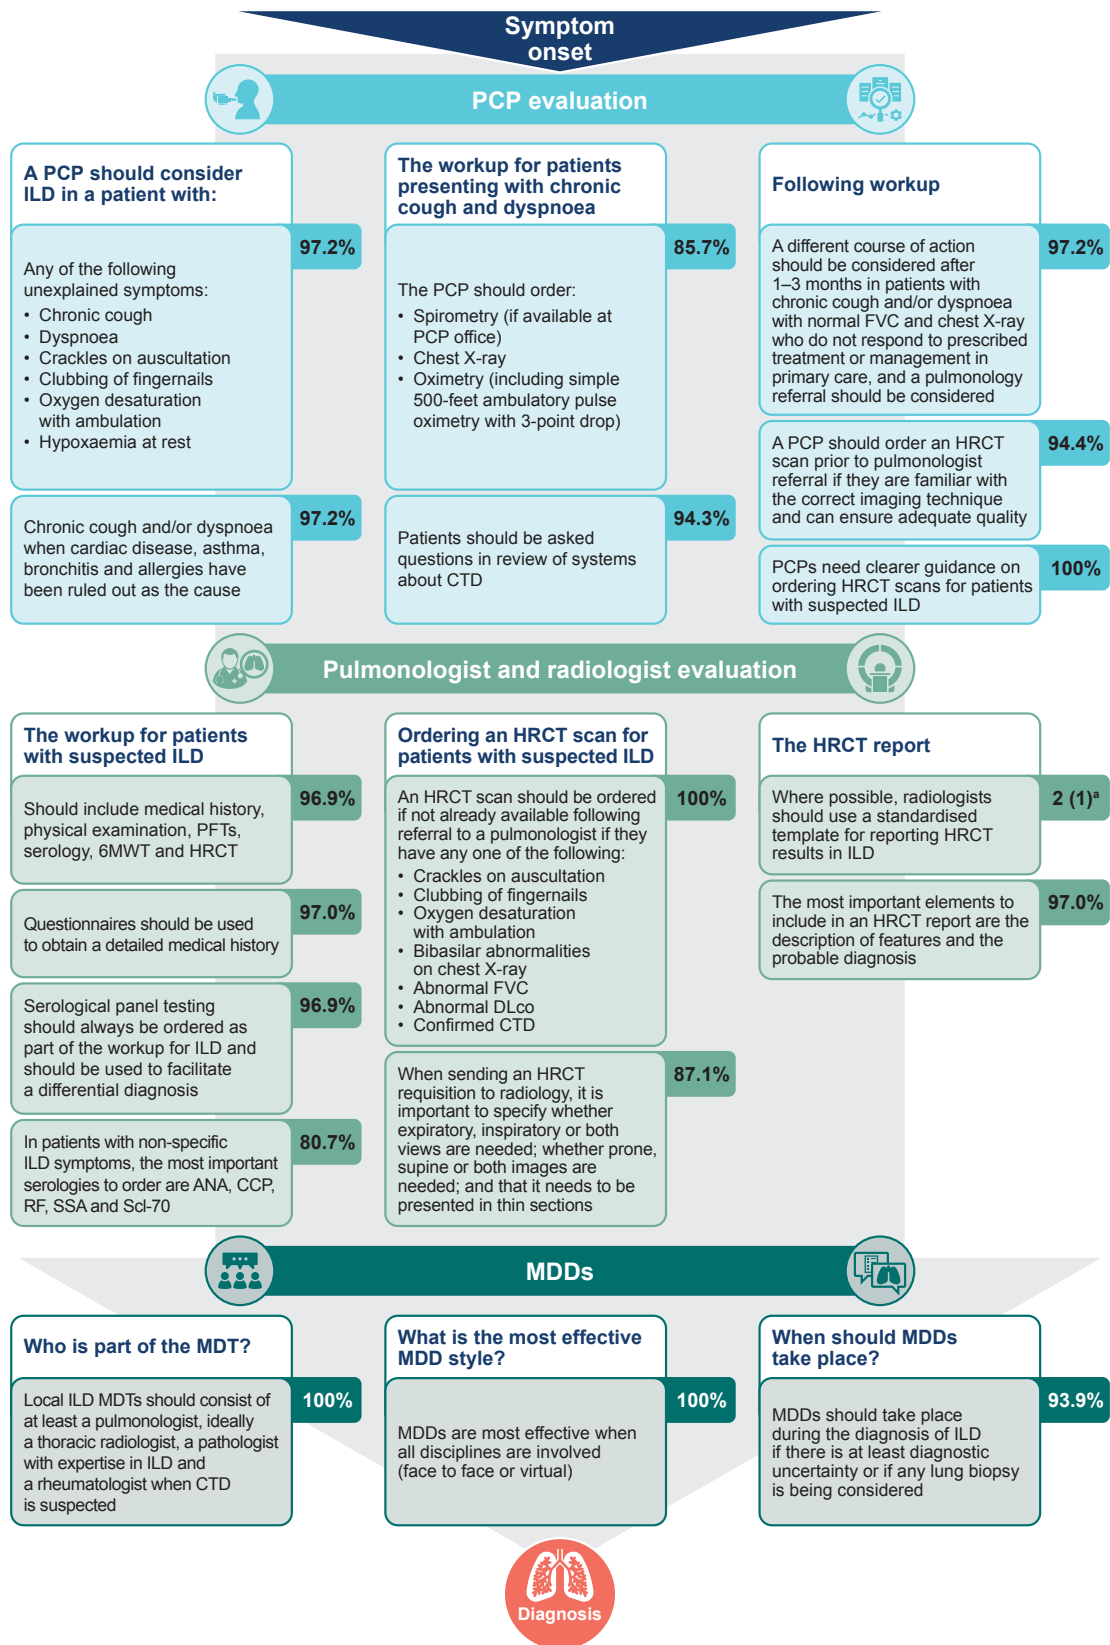 Symptom
onset
PCP evaluation
A PCP should consider
ILD in a patient with:
97.2%
Any of the following
unexplained symptoms:
• Chronic cough
• Dyspnoea
• Crackles on auscultation
• Clubbing of fingernails
• Oxygen desaturation
with ambulation
• Hypoxaemia at rest
97.2%
Chronic cough and/or dyspnoea
when cardiac disease, asthma,
bronchitis and allergies have
been ruled out as the cause
The workup for patients
presenting with chronic
cough and dyspnoea
85.7%
The PCP should order:
• Spirometry (if available at
PCP office)
• Chest X-ray
• Oximetry (including simple
500-feet ambulatory pulse
oximetry with 3-point drop)
94.3%
Patients should be asked
questions in review of systems
about CTD
Following workup
97.2%
A different course of action
should be considered after
1–3 months in patients with
chronic cough and/or dyspnoea
with normal FVC and chest X-ray
who do not respond to prescribed
treatment or management in
primary care, and a pulmonology
referral should be considered
94.4%
A PCP should order an HRCT
scan prior to pulmonologist
referral if they are familiar with
the correct imaging technique
and can ensure adequate quality
100%
PCPs need clearer guidance on
ordering HRCT scans for patients
with suspected ILD
Pulmonologist and radiologist evaluation
The workup for patients
with suspected ILD
96.9%
Should include medical history,
physical examination, PFTs,
serology, 6MWT and HRCT
97.0%
Questionnaires should be used
to obtain a detailed medical history
96.9%
Serological panel testing
should always be ordered as
part of the workup for ILD and
should be used to facilitate
a differential diagnosis
80.7%
In patients with non-specific
ILD symptoms, the most important
serologies to order are ANA, CCP,
RF, SSA and Scl-70
Ordering an HRCT scan for
patients with suspected ILD
100%
An HRCT scan should be ordered
if not already available following
referral to a pulmonologist if they
have any one of the following:
• Crackles on auscultation
• Clubbing of fingernails
• Oxygen desaturation
with ambulation
• Bibasilar abnormalities
on chest X-ray
• Abnormal FVC
• Abnormal DLco
• Confirmed CTD
87.1%
When sending an HRCT
requisition to radiology, it is
important to specify whether
expiratory, inspiratory or both
views are needed; whether prone,
supine or both images are
needed; and that it needs to be
presented in thin sections
The HRCT report
2 (1)ª
Where possible, radiologists
should use a standardised
template for reporting HRCT
results in ILD
97.0%
The most important elements to
include in an HRCT report are the
description of features and the
probable diagnosis
MDDs
Who is part of the MDT?
100%
Local ILD MDTs should consist of
at least a pulmonologist, ideally
a thoracic radiologist, a pathologist
with expertise in ILD and
a rheumatologist when CTD
is suspected
What is the most effective
MDD style?
100%
MDDs are most effective when
all disciplines are involved
(face to face or virtual)
When should MDDs
take place?
93.9%
MDDs should take place
during the diagnosis of ILD
if there is at least diagnostic
uncertainty or if any lung biopsy
is being considered
Diagnosis